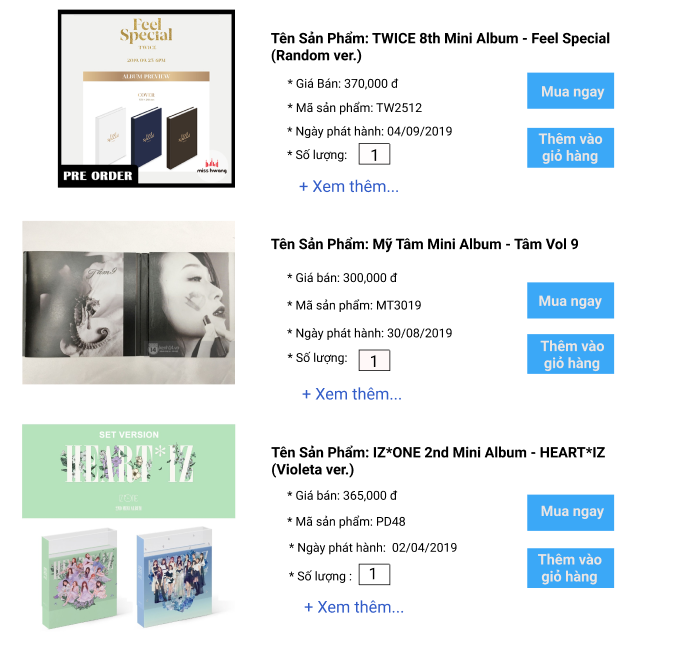 Feel
Special
TWICE
2019.09.23 6PM
ALBUM PREVIEW
COVER
miss hwang
PRE ORDER
Tên Sản Phẩm: TWICE 8th Mini Album - Feel Special
(Random ver.)
* Giá Bán: 370,000 đ
* Mã sản phẩm: TW2512
* Ngày phát hành: 04/09/2019
* Số lượng: 1
+ Xem thêm...
Mua ngay
Thêm vào
giỏ hàng
Tên Sản Phẩm: Mỹ Tâm Mini Album - Tâm Vol 9
* Giá bán: 300,000 đ
* Mã sản phẩm: MT3019
* Ngày phát hành: 30/08/2019
* Số lượng: 1
+ Xem thêm...
Mua ngay
Thêm vào
giỏ hàng
SET VERSION
HEART*IZ
Tên Sản Phẩm: IZ*ONE 2nd Mini Album - HEART*IZ
(Violeta ver.)
* Giá bán: 365,000 đ
* Mã sản phẩm: PD48
* Ngày phát hành: 02/04/2019
* Số lượng : 1
+ Xem thêm...
Mua ngay
Thêm vào
giỏ hàng